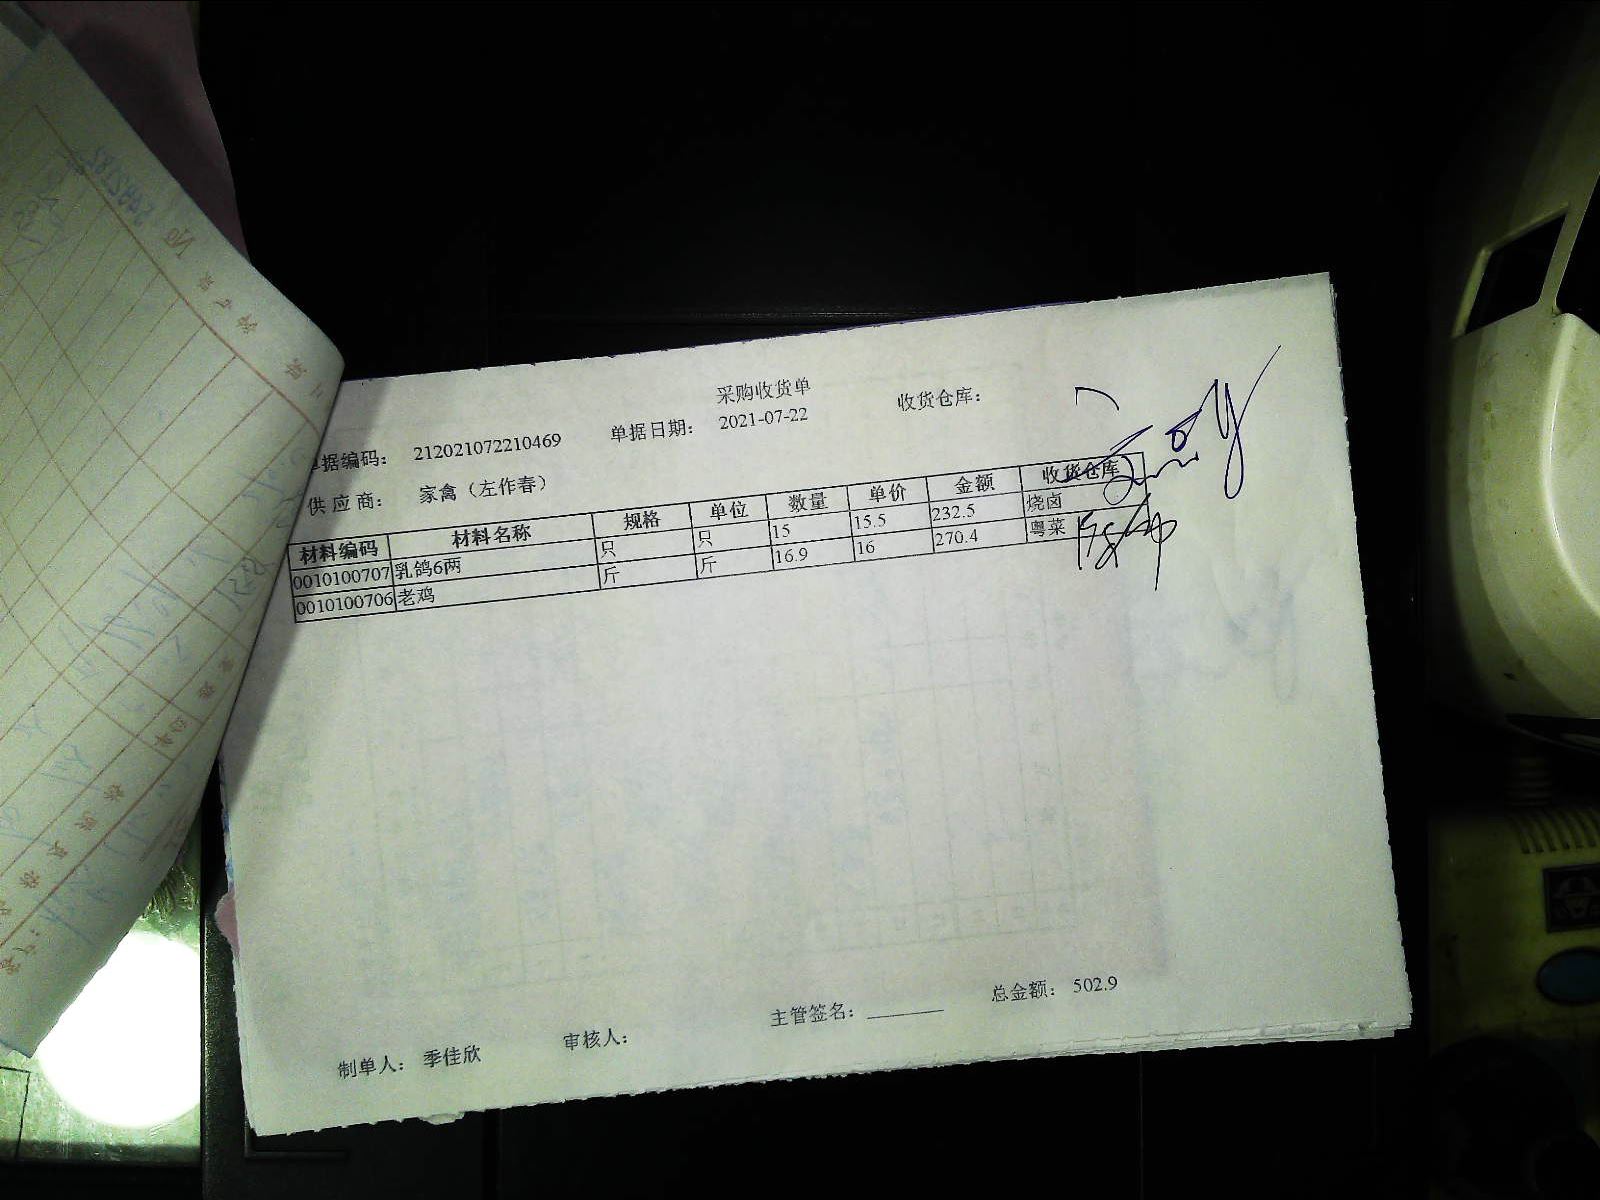 采购收货单
据编码： 212021072210469 单据日期： 2021-07-22 收货仓库：
供应商： 家禽（左作春）
材料编码 材料名称 规格 单位 数量 单价 金额 收货仓库
0010100707 乳鸽6两 只 只 15 15.5 232.5 烧卤
0010100706 老鸡 斤 斤 16.9 16 270.4 粤菜
制单人： 季佳欣 审核人： 主管签名： 总金额： 502.9